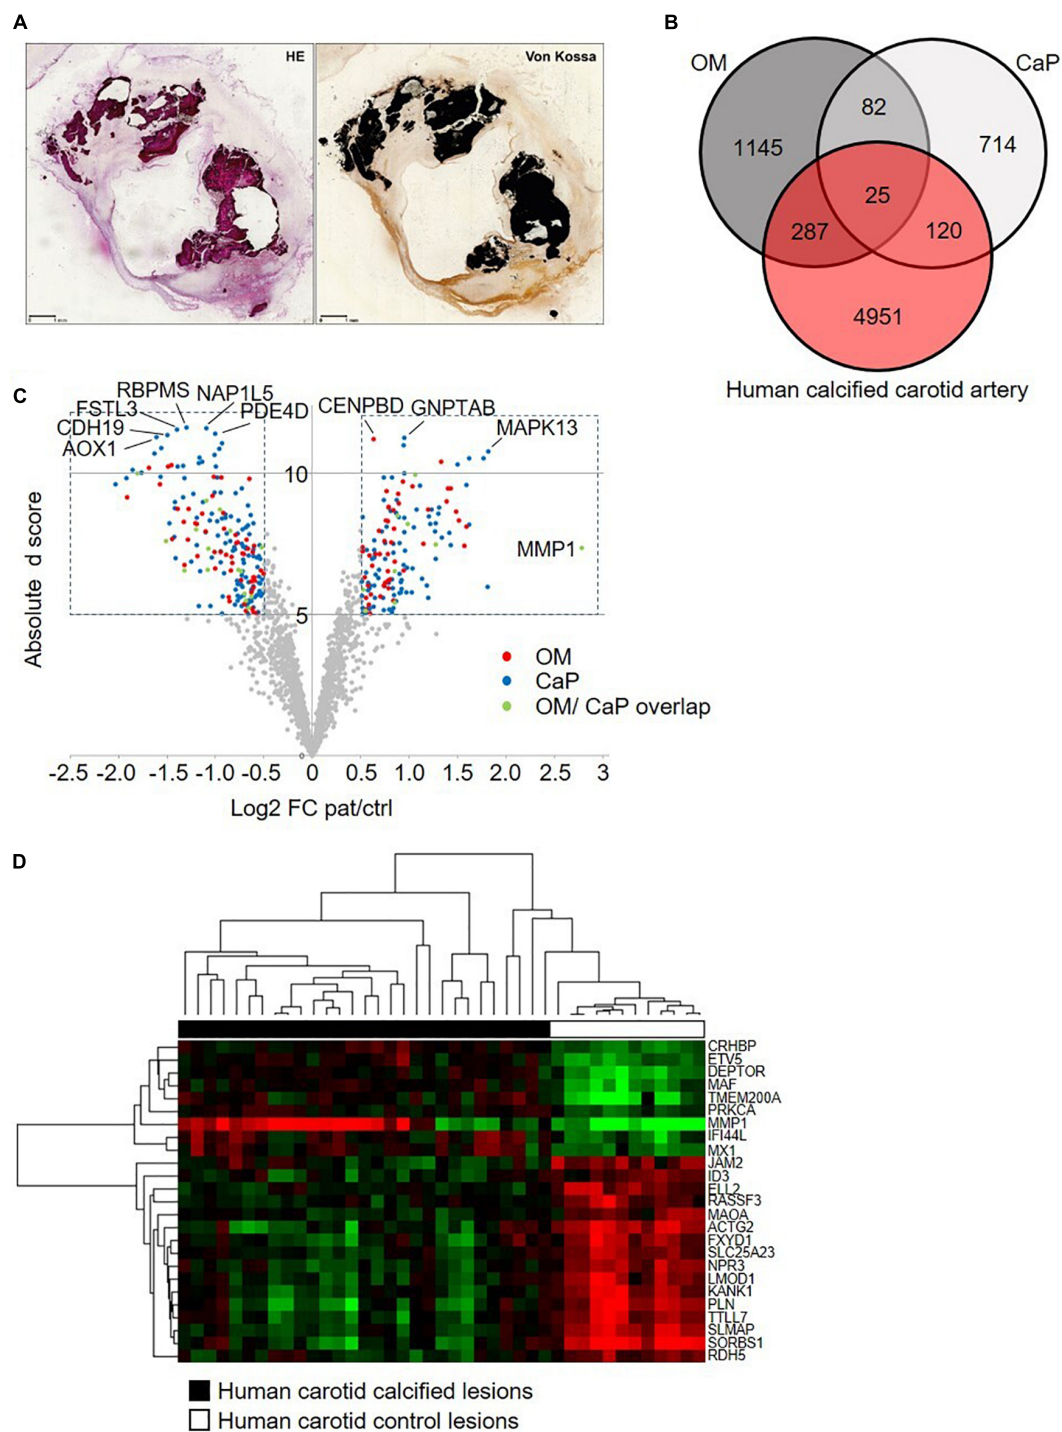 A
HE
Von Kossa
B
OM
CaP
82
1145
714
25
287
120
4951
Human calcified carotid artery
C
RBPMS
NAP1L5
FSTL3
PDE4D
CDH19
AOX1
CENPBD
GNPTAB
MAPK13
10
MMP1
5
Absolute d score
OM
CaP
OM/ CaP overlap
0
-2.5 -2.0 -1.5 -1.0 -0.5 0 0.5 1.0 1.5 2.0 2.5 3
Log2 FC pat/ctrl
D
CRHBP
ETV5
DEPTOR
MAF
TMEM200A
PRKCA
MMP1
IFI44L
MX1
JAM2
ID3
ELL2
RASSF3
MAOA
ACTG2
FXYD1
SLC25A23
NPR3
LMOD1
KANK1
PLN
TTLL7
SLMAP
SORBS1
RDH5
Human carotid calcified lesions
Human carotid control lesions